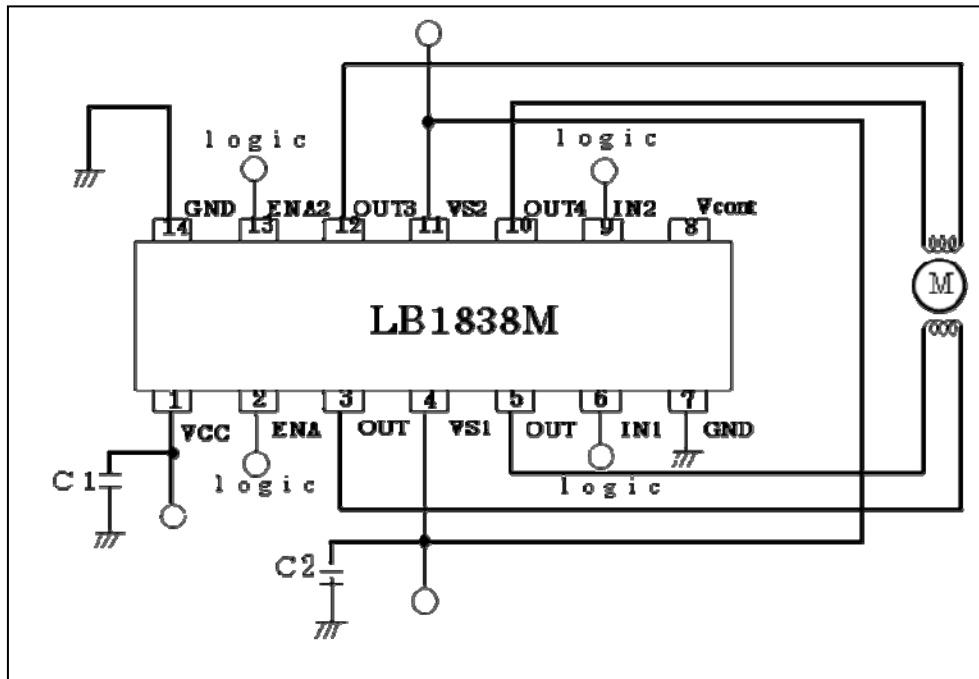 logic
logic
GND ENA2 OUT3 VS2 OUT4 IN2 Vcont
14 13 12 11 10 9 8
M
LB1838M
1 2 3 4 5 6 7
VCC ENA OUT VS1 OUT IN1 GND
C1
logic
logic
C2